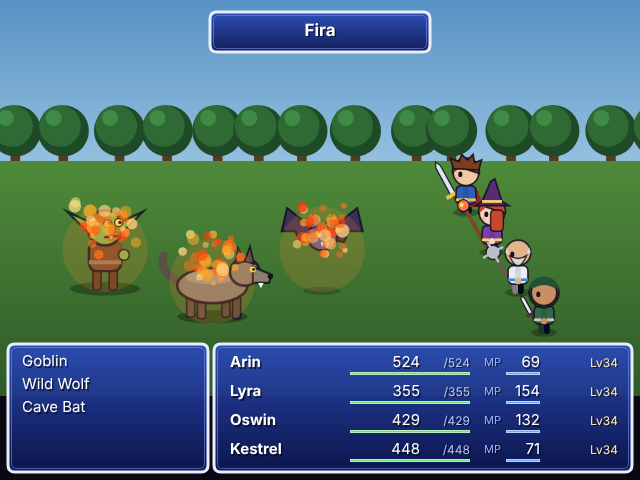 Fira
Goblin
Wild Wolf
Cave Bat
Arin 524 /524 MP 69 Lv34
Lyra 355 /355 MP 154 Lv34
Oswin 429 /429 MP 132 Lv34
Kestrel 448 /448 MP 71 Lv34